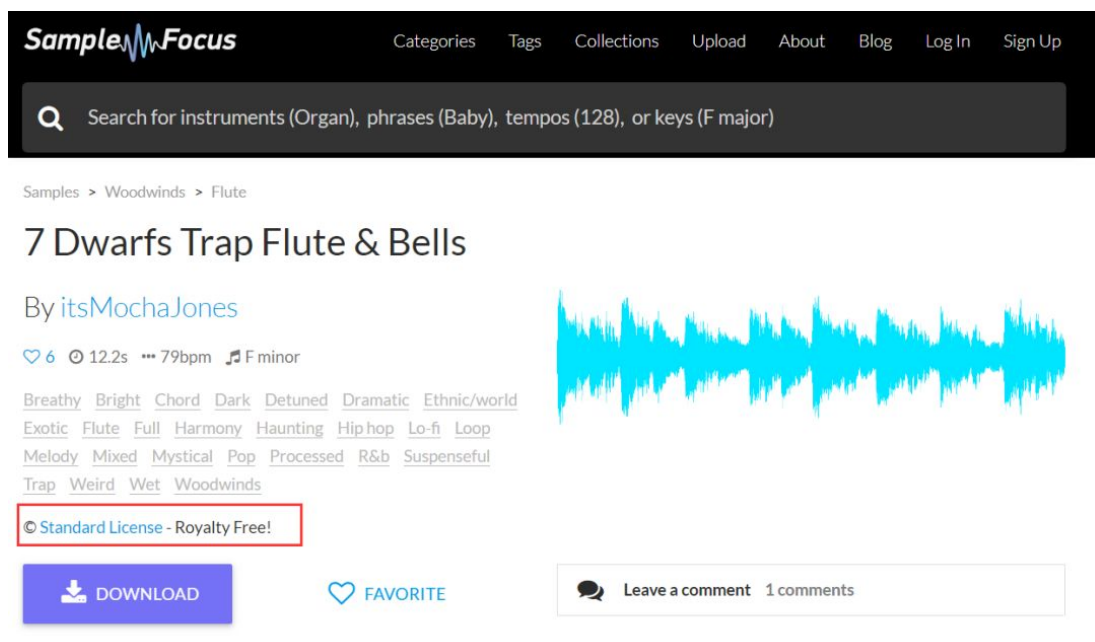 Sample Focus
Categories Tags Collections Upload About Blog Log In Sign Up
Search for instruments (Organ), phrases (Baby), tempos (128), or keys (F major)
Samples > Woodwinds > Flute
7 Dwarfs Trap Flute & Bells
By itsMochaJones
6 12.2s 79bpm F minor
Breathy Bright Chord Dark Detuned Dramatic Ethnic/world
Exotic Flute Full Harmony Haunting Hip hop Lo-fi Loop
Melody Mixed Mystical Pop Processed R&b Suspenseful
Trap Weird Wet Woodwinds
© Standard License - Royalty Free!
DOWNLOAD FAVORITE
Leave a comment 1 comments